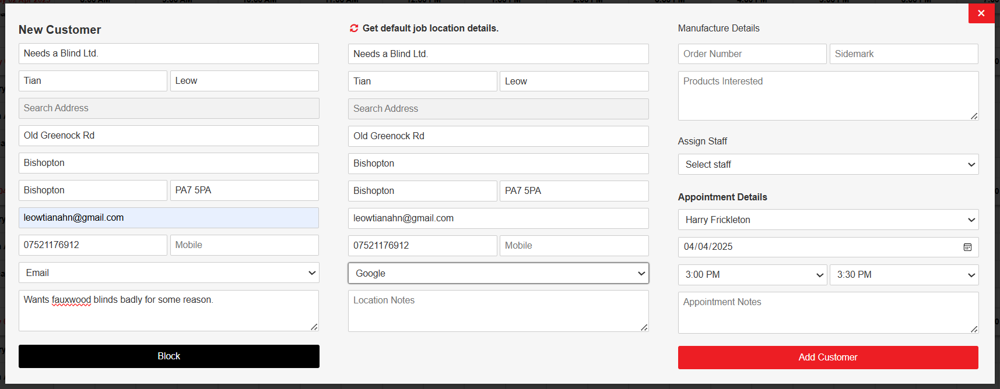 New Customer
Needs a Blind Ltd.
Tian
Leow
Search Address
Old Greenock Rd
Bishopton
Bishopton
PA7 5PA
leowtianahn@gmail.com
07521176912
Mobile
Email
Wants fauxwood blinds badly for some reason.
Block
Get default job location details.
Needs a Blind Ltd.
Tian
Leow
Search Address
Old Greenock Rd
Bishopton
Bishopton
PA7 5PA
leowtianahn@gmail.com
07521176912
Mobile
Google
Location Notes
Manufacture Details
Order Number
Sidemark
Products Interested
Assign Staff
Select staff
Appointment Details
Harry Frickleton
04/04/2025
3:00 PM
3:30 PM
Appointment Notes
Add Customer